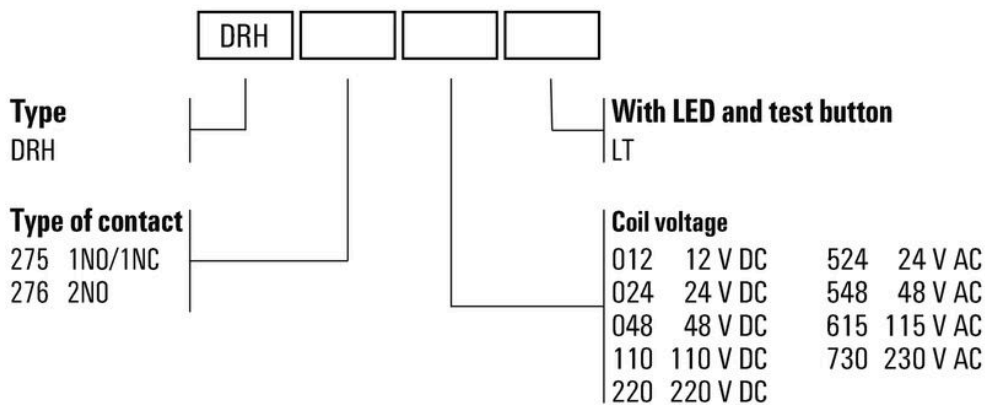 DRH
Type
DRH
With LED and test button
LT
Type of contact
275 1NO/1NC
276 2NO
Coil voltage
012 12 V DC 524 24 V AC
024 24 V DC 548 48 V AC
048 48 V DC 615 115 V AC
110 110 V DC 730 230 V AC
220 220 V DC